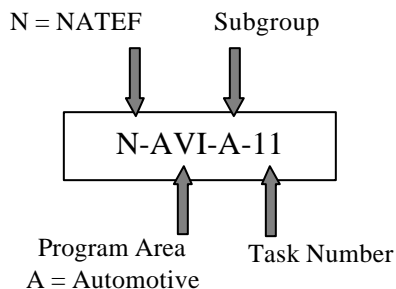 N = NATEF
Subgroup
N-AVI-A-11
Program Area
A = Automotive
Task Number